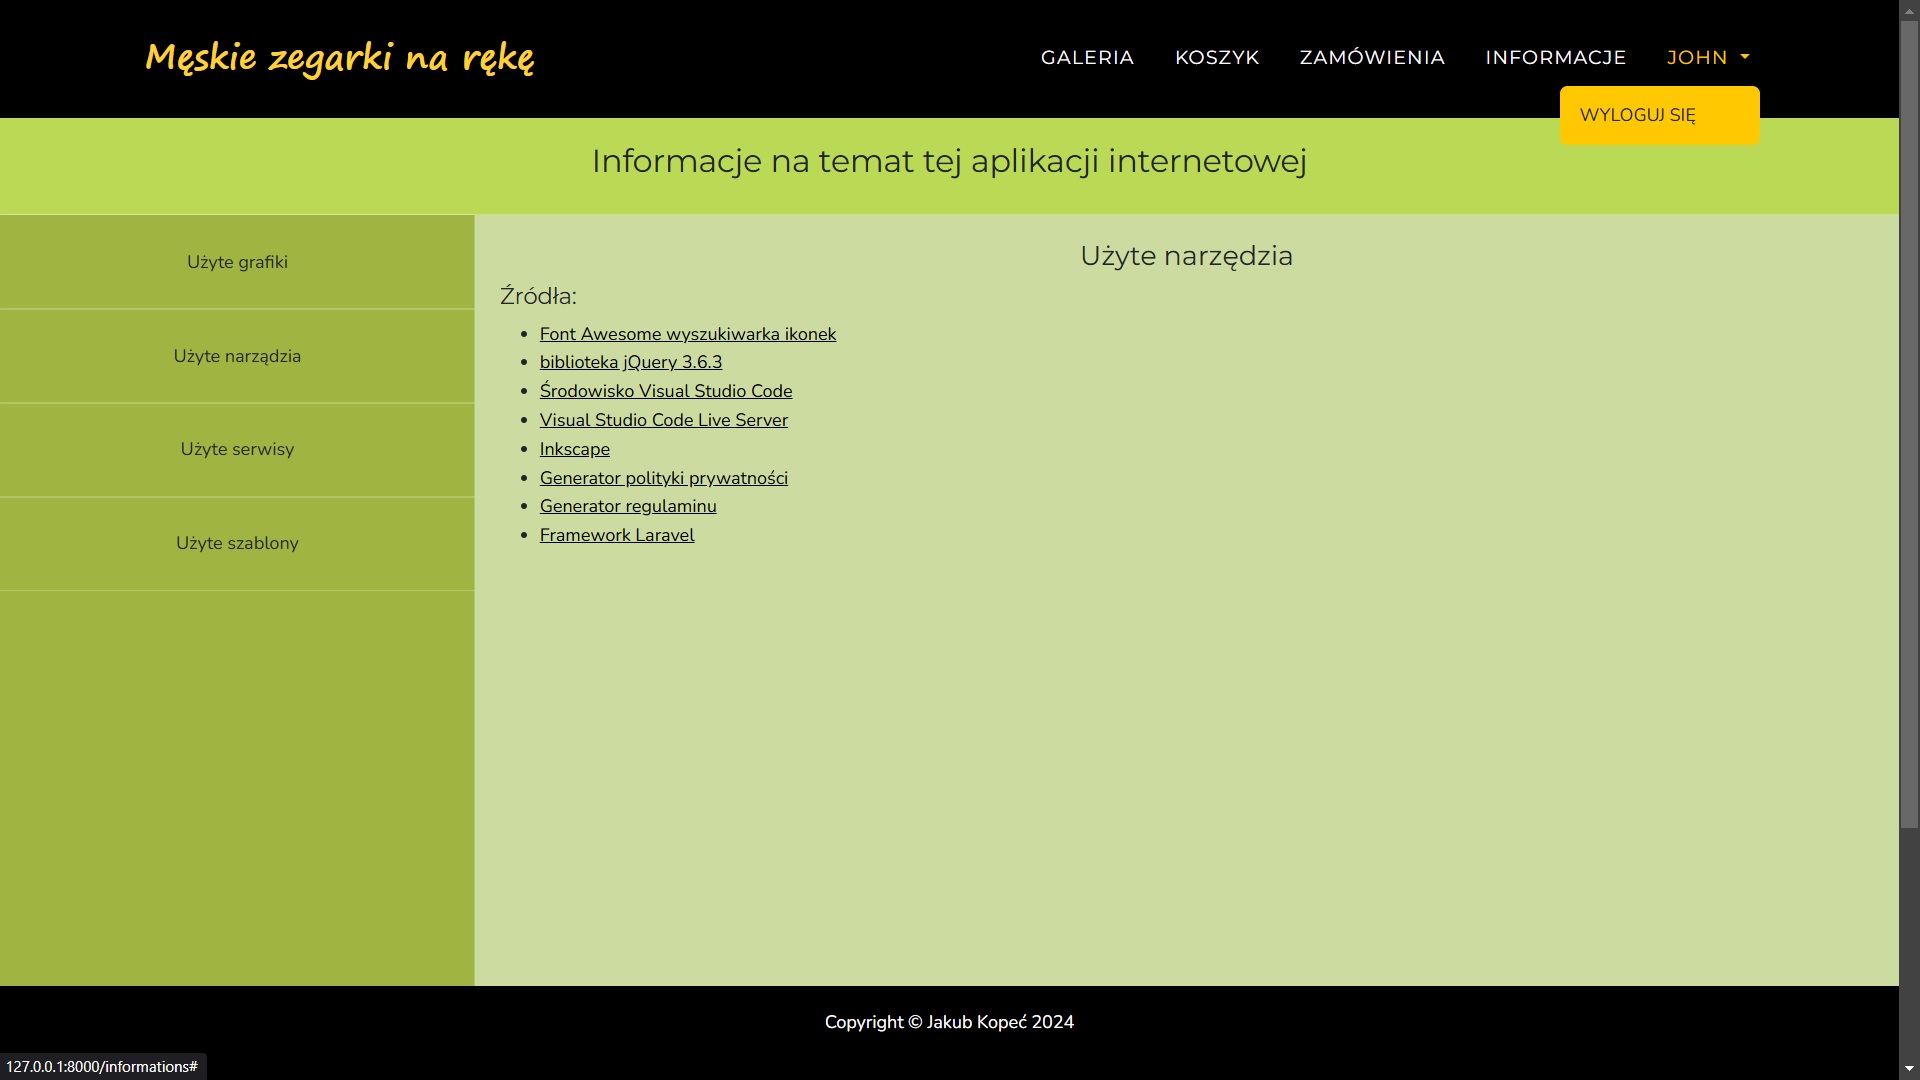 Męskie zegarki na rękę
GALERIA KOSZYK ZAMÓWIENIA INFORMACJE JOHN
WYLOGUJ SIĘ
Informacje na temat tej aplikacji internetowej
Użyte grafiki
Użyte narządzia
Użyte serwisy
Użyte szablony
Użyte narzędzia
Źródła:
Font Awesome wyszukiwarka ikonek
biblioteka jQuery 3.6.3
Środowisko Visual Studio Code
Visual Studio Code Live Server
Inkscape
Generator polityki prywatności
Generator regulaminu
Framework Laravel
Copyright © Jakub Kopeć 2024
127.0.0.1:8000/informations#